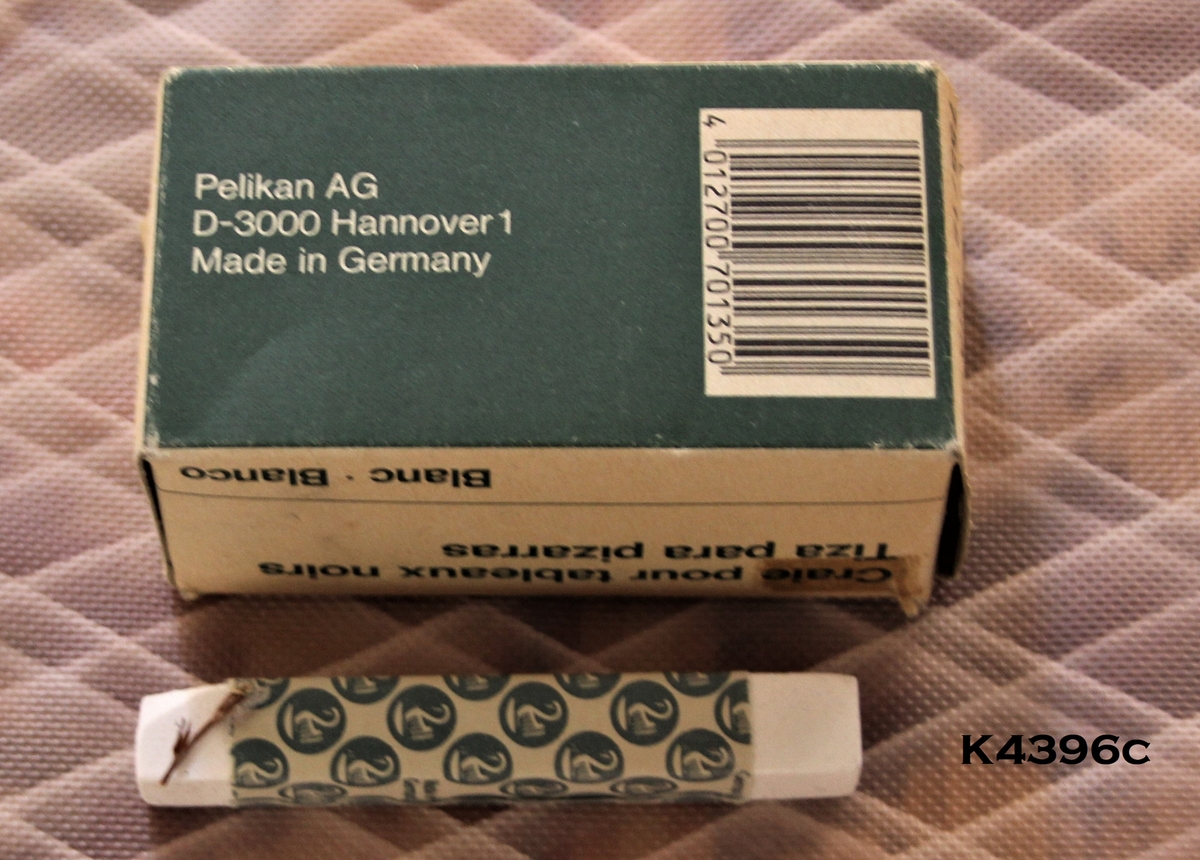 Pelikan AG
D-3000 Hannover 1
Made in Germany
4 012700 701350
Blanc · Blanco
Tiza para pizarras
Craie pour tableaux noirs
K4396c